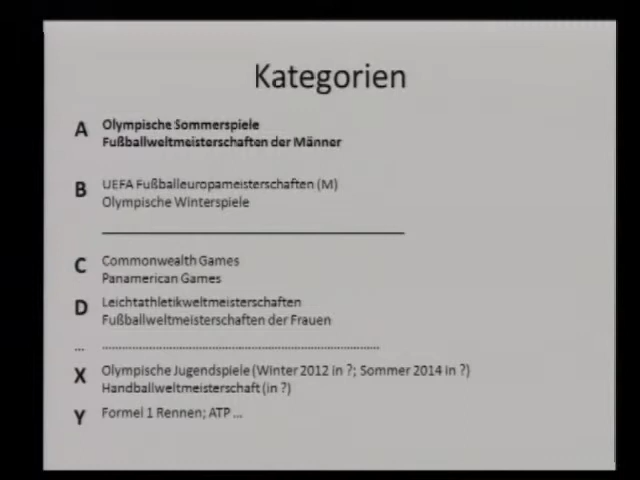 Kategorien
A Olympische Sommerspiele
Fußballweltmeisterschaften der Männer
B UEFA Fußballeuropameisterschaften (M)
Olympische Winterspiele
C Commonwealth Games
Panamerican Games
D Leichtathletikweltmeisterschaften
Fußballweltmeisterschaften der Frauen
...
X Olympische Jugendspiele (Winter 2012 in ?; Sommer 2014 in ?)
Handballweltmeisterschaft (in ?)
Y Formel 1 Rennen; ATP ...